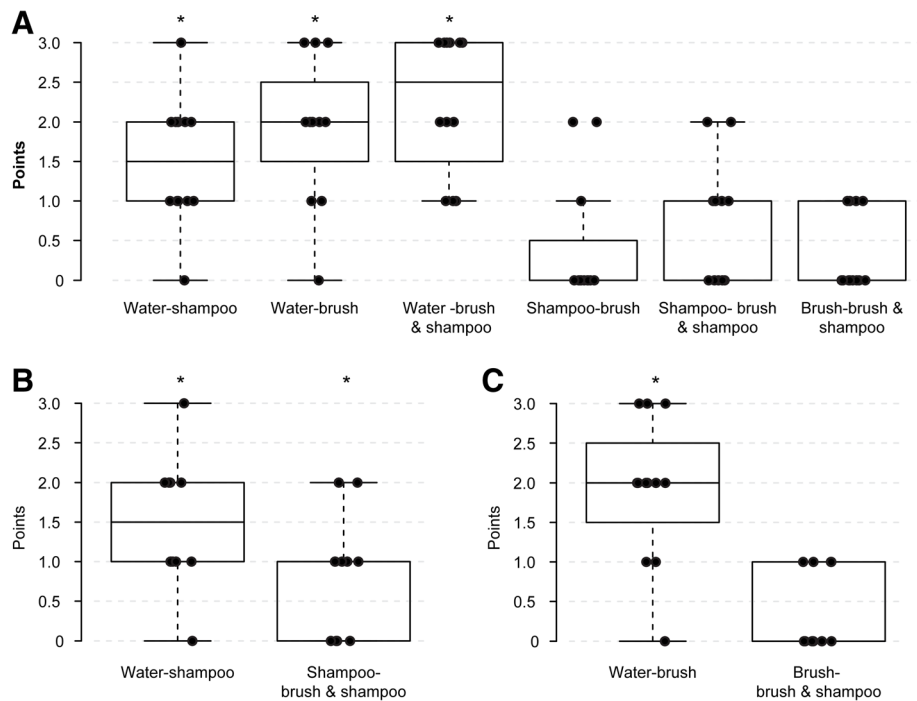 A
* * *
Points
3.0
2.5
2.0
1.5
1.0
0.5
0
Water-shampoo
Water-brush
Water -brush
& shampoo
Shampoo-brush
Shampoo- brush
& shampoo
Brush-brush &
shampoo
B
* *
Points
3.0
2.5
2.0
1.5
1.0
0.5
0
Water-shampoo
Shampoo-
brush & shampoo
C
*
Points
3.0
2.5
2.0
1.5
1.0
0.5
0
Water-brush
Brush-
brush & shampoo